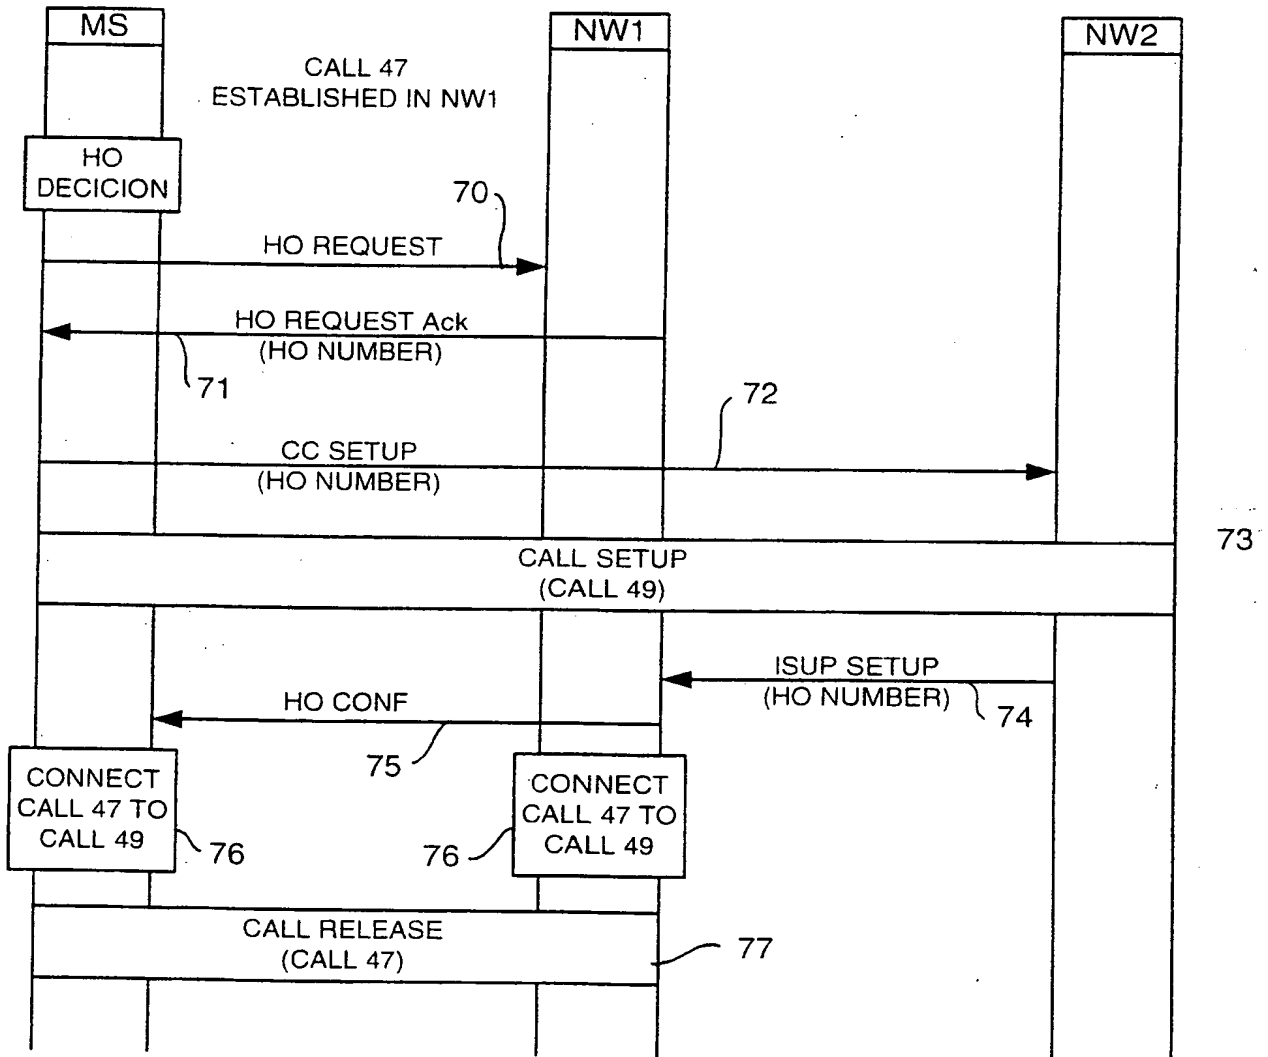 MS
NW1
NW2
CALL 47
ESTABLISHED IN NW1
HO
DECICION
70
HO REQUEST
HO REQUEST Ack
(HO NUMBER)
71
72
CC SETUP
(HO NUMBER)
73
CALL SETUP
(CALL 49)
ISUP SETUP
(HO NUMBER)
74
HO CONF
75
CONNECT
CALL 47 TO
CALL 49
76
CONNECT
CALL 47 TO
CALL 49
76
CALL RELEASE
(CALL 47)
77